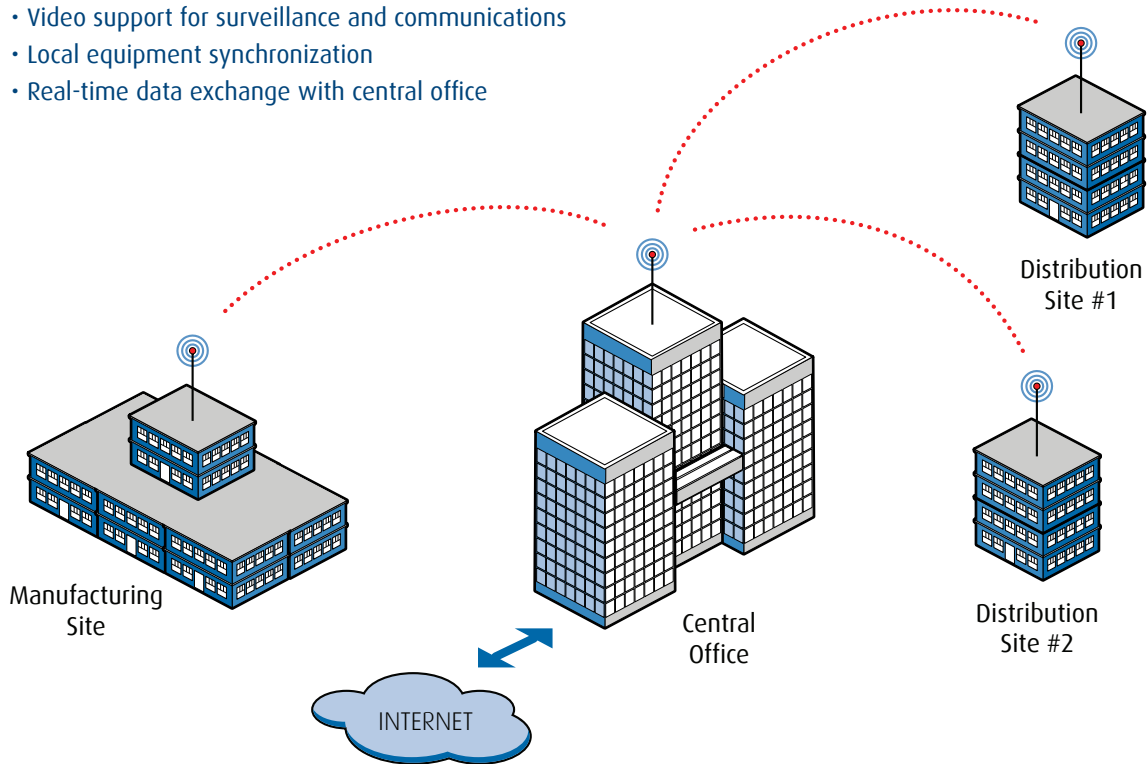 • Video support for surveillance and communications
• Local equipment synchronization
• Real-time data exchange with central office
Distribution
Site #1
Manufacturing
Site
Central
Office
Distribution
Site #2
INTERNET